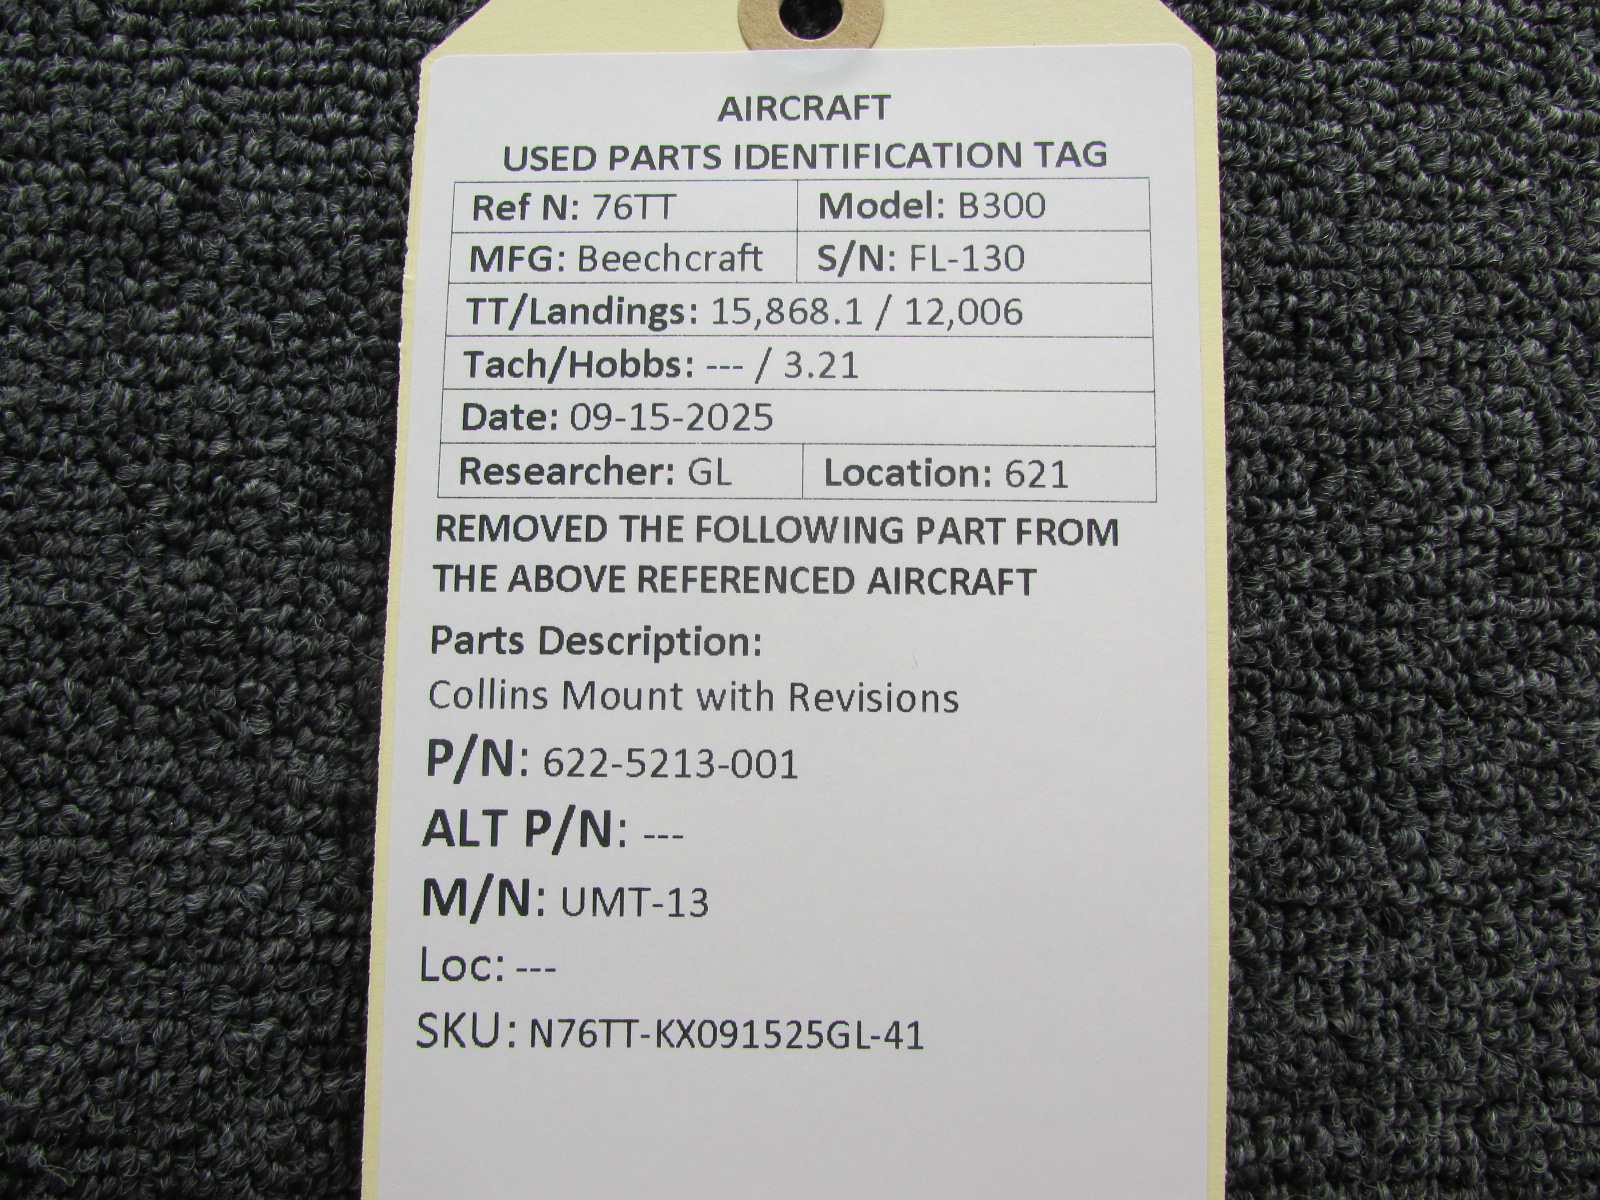 AIRCRAFT
USED PARTS IDENTIFICATION TAG
Ref N: 76TT Model: B300
MFG: Beechcraft S/N: FL-130
TT/Landings: 15,868.1 / 12,006
Tach/Hobbs: --- / 3.21
Date: 09-15-2025
Researcher: GL Location: 621
REMOVED THE FOLLOWING PART FROM
THE ABOVE REFERENCED AIRCRAFT
Parts Description:
Collins Mount with Revisions
P/N: 622-5213-001
ALT P/N: ---
M/N: UMT-13
Loc: ---
SKU: N76TT-KX091525GL-41